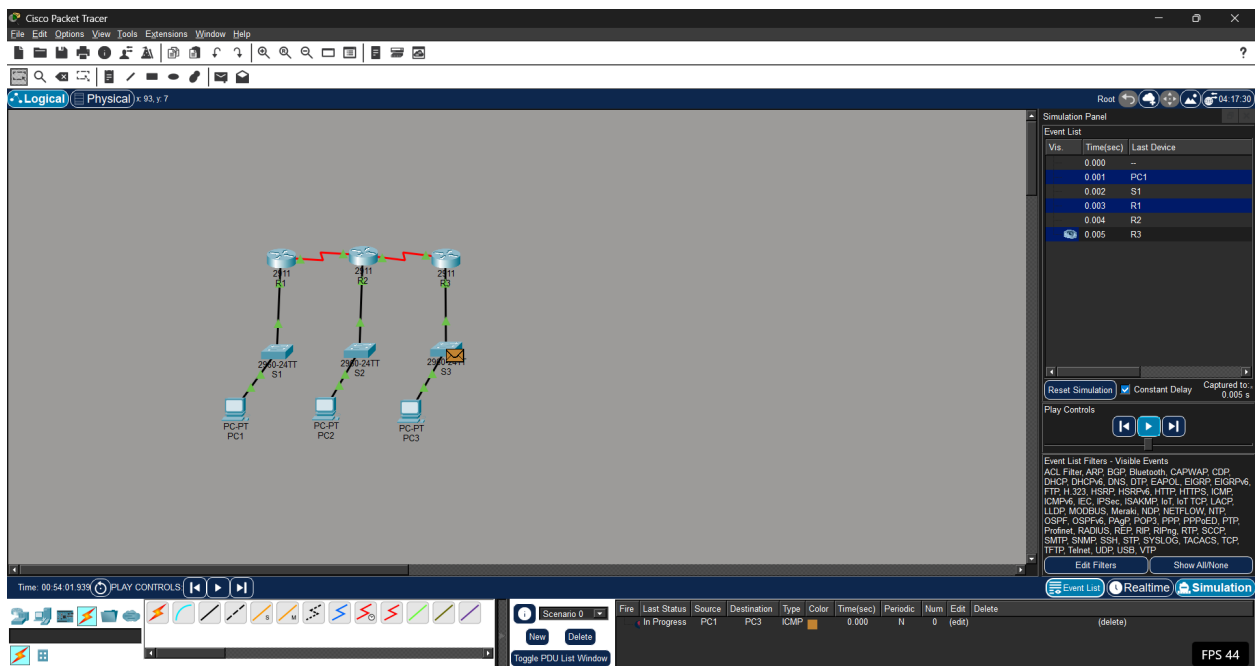 Cisco Packet Tracer
File Edit Options View Tools Extensions Window Help
?
Logical Physical x: 93, y: 7 Root 04:17:30
Simulation Panel
Event List
Vis. Time(sec) Last Device
0.000 --
0.001 PC1
0.002 S1
0.003 R1
0.004 R2
0.005 R3
2911
R1
2911
R2
2911
R3
2960-24TT
S1
2960-24TT
S2
S3
PC-PT
PC1
PC-PT
PC2
PC-PT
PC3
Reset Simulation Constant Delay Captured to:
0.005 s
Play Controls
Event List Filters - Visible Events
ACL Filter, ARP, BGP, Bluetooth, CAPWAP, CDP,
DHCP, DHCPv6, DNS, DTP, EAPOL, EIGRP, EIGRPv6,
FTP, H.323, HSRP, HSRPv6, HTTP, HTTPS, ICMP,
ICMPv6, IEC, IPSec, ISAKMP, IoT, IoT TCP, LACP,
LLDP, MODBUS, Meraki, NDP, NETFLOW, NTP,
OSPF, OSPFv6, PAgP, POP3, PPP, PPPoED, PTP,
Profinet, RADIUS, REP, RIP, RIPng, RTP, SCCP,
SMTP, SNMP, SSH, STP, SYSLOG, TACACS, TCP,
TFTP, Telnet, UDP, USB, VTP
Edit Filters Show All/None
Time: 00:54:01.939 PLAY CONTROLS: Event List Realtime Simulation
Scenario 0
New Delete
Toggle PDU List Window
Fire Last Status Source Destination Type Color Time(sec) Periodic Num Edit Delete
In Progress PC1 PC3 ICMP 0.000 N 0 (edit) (delete)
FPS 44